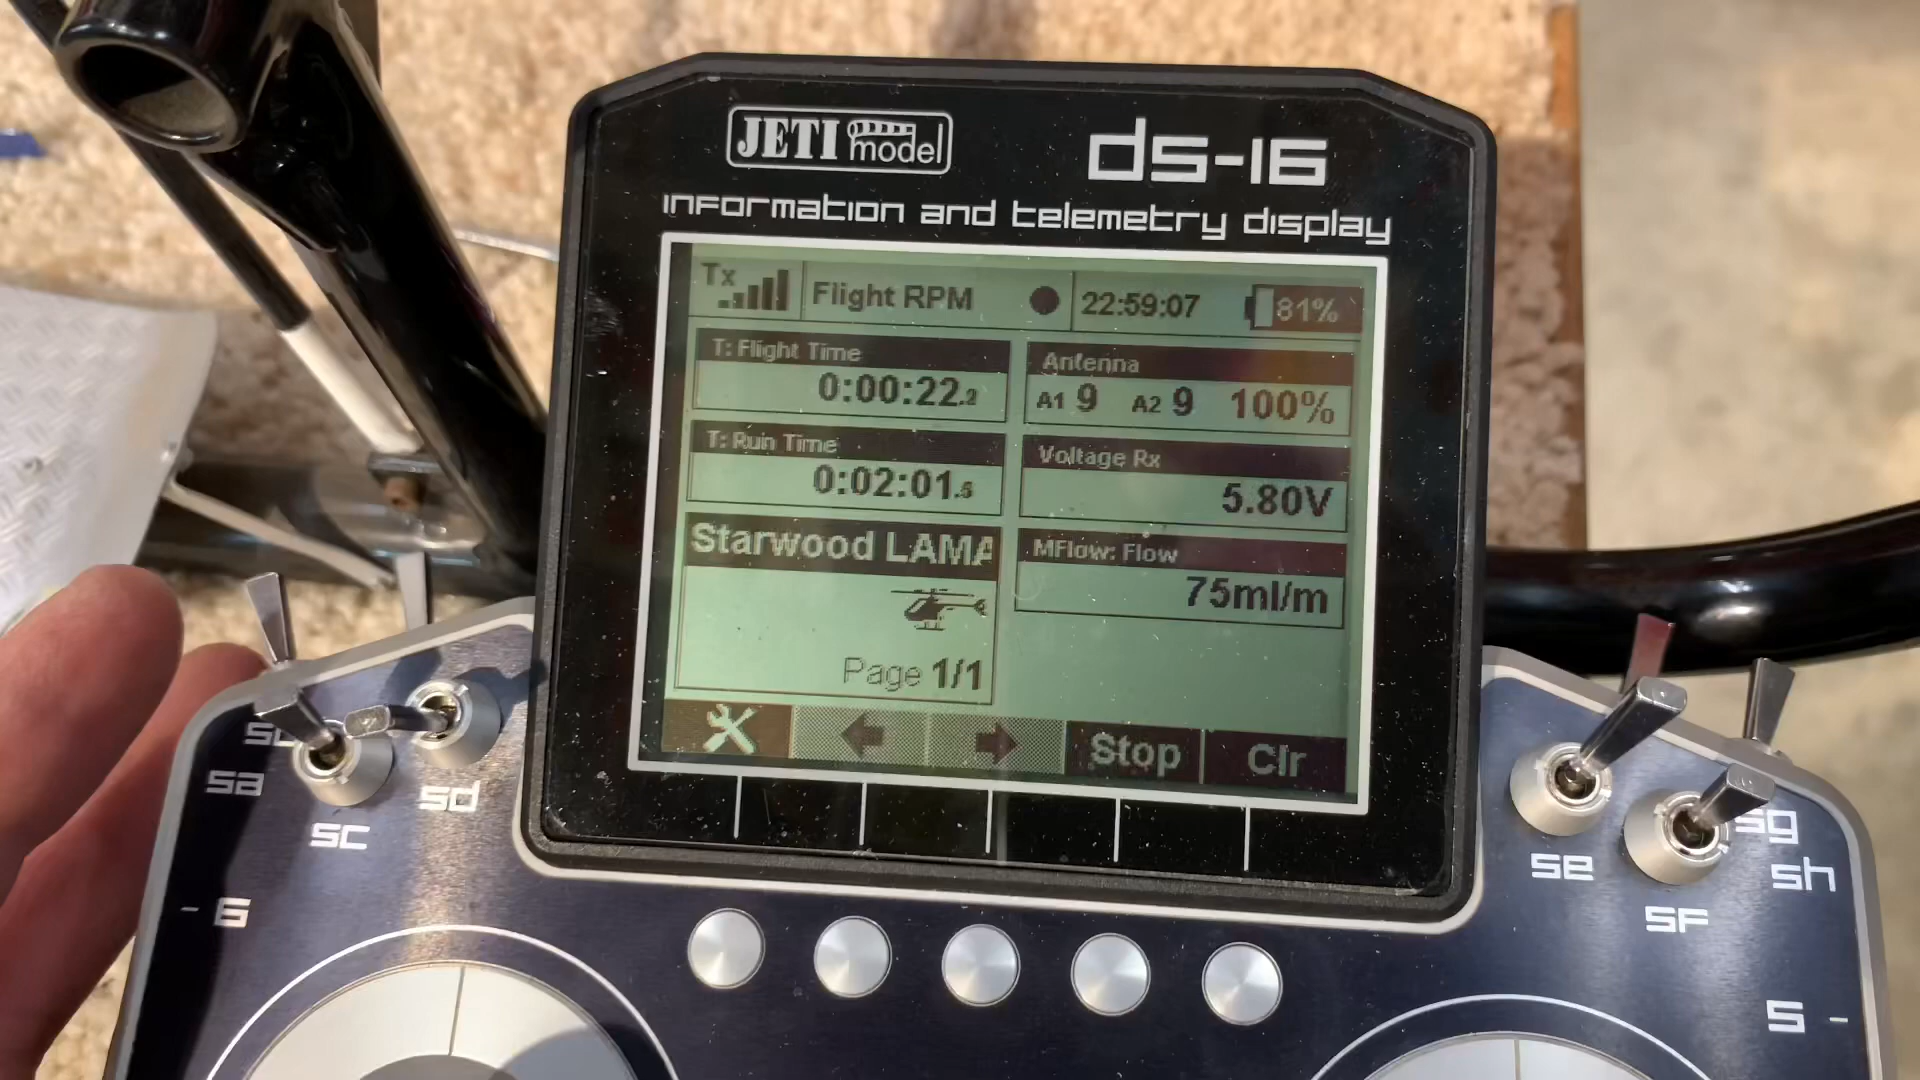 JETI model
ds-16
information and telemetry display
Tx Flight RPM 22:59:07 81%
T: Flight Time
0:00:22.2
Antenna
A1 9 A2 9 100%
T: Run Time
0:02:01.5
Voltage Rx
5.80V
Starwood LAMA
Page 1/1
MFlow: Flow
75ml/m
Stop Clr
sa
sc
sd
- 6
se
sf
sg
sh
5 -